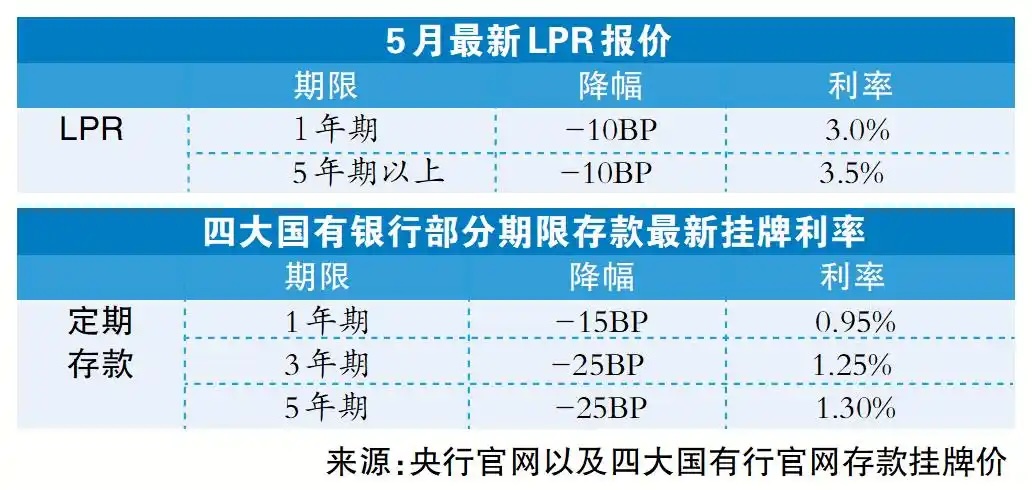 5月最新LPR报价
期限 降幅 利率
LPR 1年期 -10BP 3.0%
5年期以上 -10BP 3.5%
四大国有银行部分期限存款最新挂牌利率
期限 降幅 利率
定期 1年期 -15BP 0.95%
存款 3年期 -25BP 1.25%
5年期 -25BP 1.30%
来源:央行官网以及四大国有行官网存款挂牌价